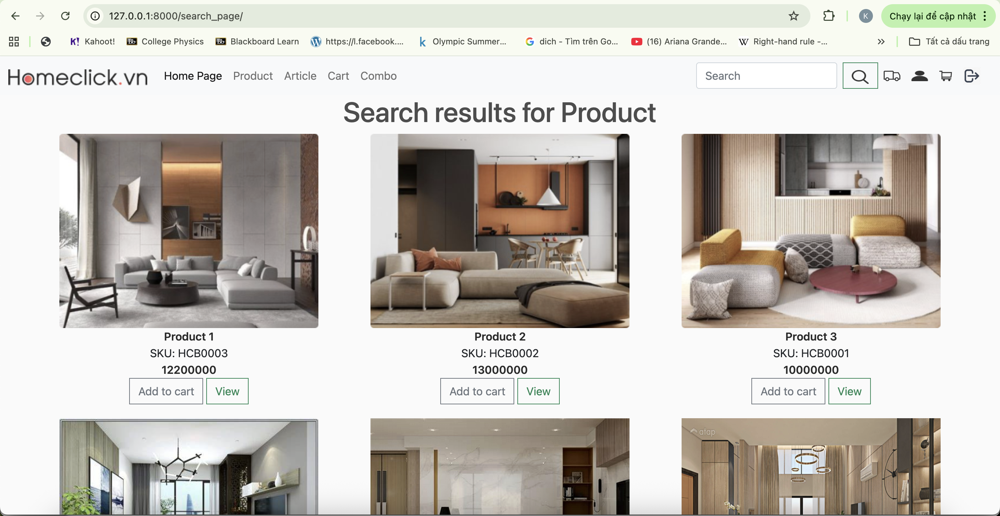 127.0.0.1:8000/search_page/
Chạy lại để cập nhật
K
Kahoot!
College Physics
Blackboard Learn
https://l.facebook....
Olympic Summer...
dich - Tìm trên Go...
(16) Ariana Grande...
Right-hand rule -...
Tất cả dấu trang
Homeclick.vn
Home Page
Product
Article
Cart
Combo
Search
Search results for Product
Product 1
SKU: HCB0003
12200000
Add to cart
View
Product 2
SKU: HCB0002
13000000
Add to cart
View
Product 3
SKU: HCB0001
10000000
Add to cart
View
atap